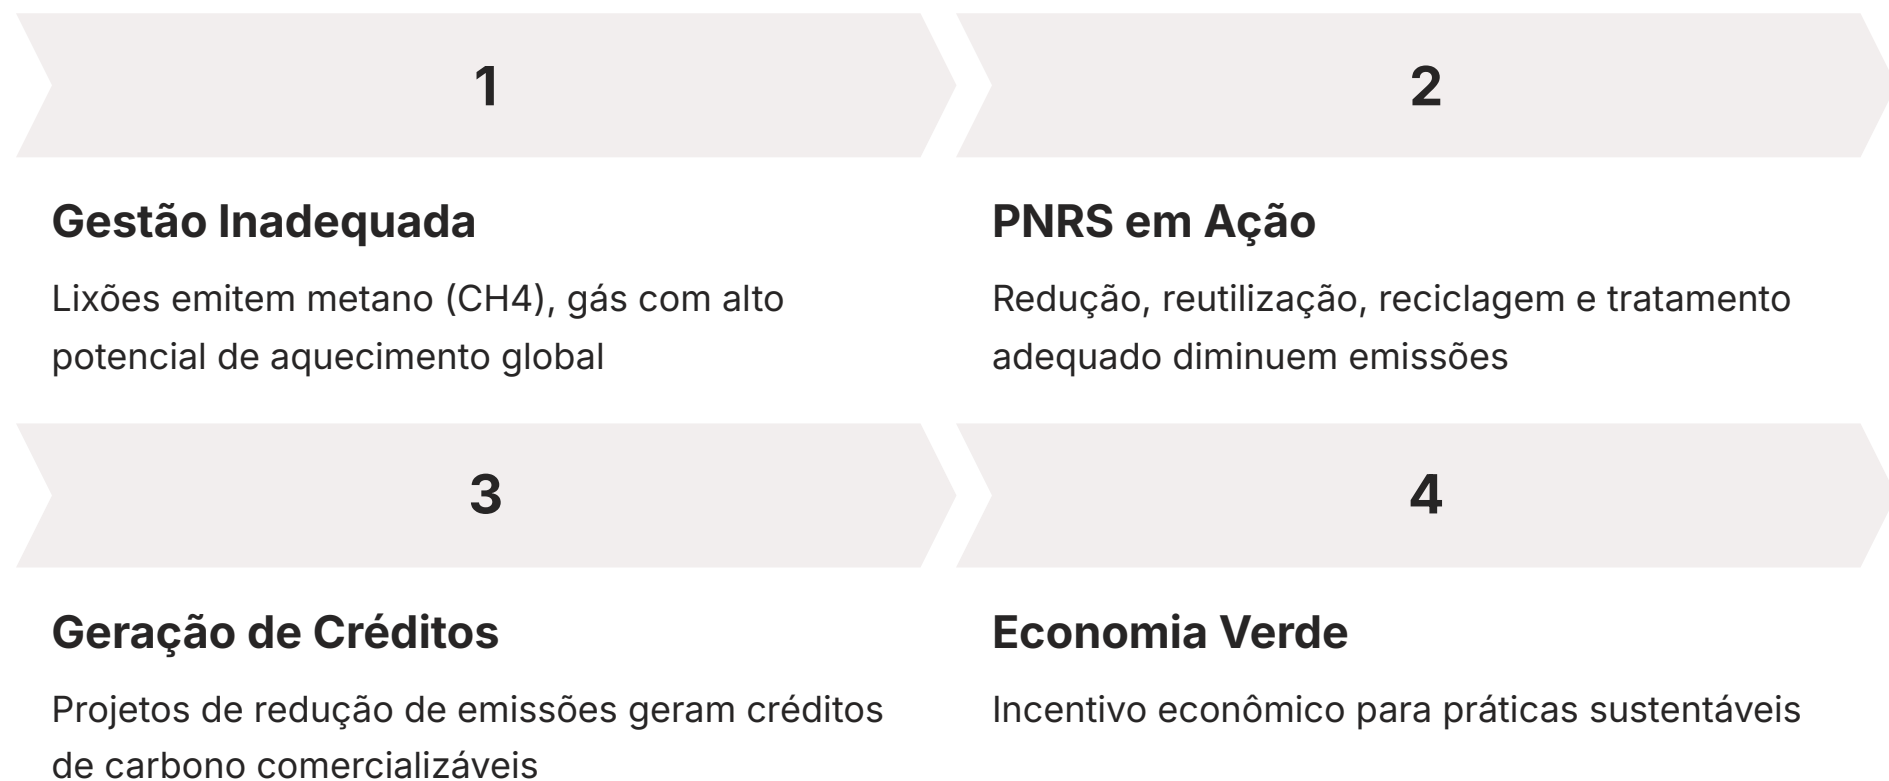 1
2
Gestão Inadequada
Lixões emitem metano (CH4), gás com alto
potencial de aquecimento global
PNRS em Ação
Redução, reutilização, reciclagem e tratamento
adequado diminuem emissões
3
4
Geração de Créditos
Projetos de redução de emissões geram créditos
de carbono comercializáveis
Economia Verde
Incentivo econômico para práticas sustentáveis